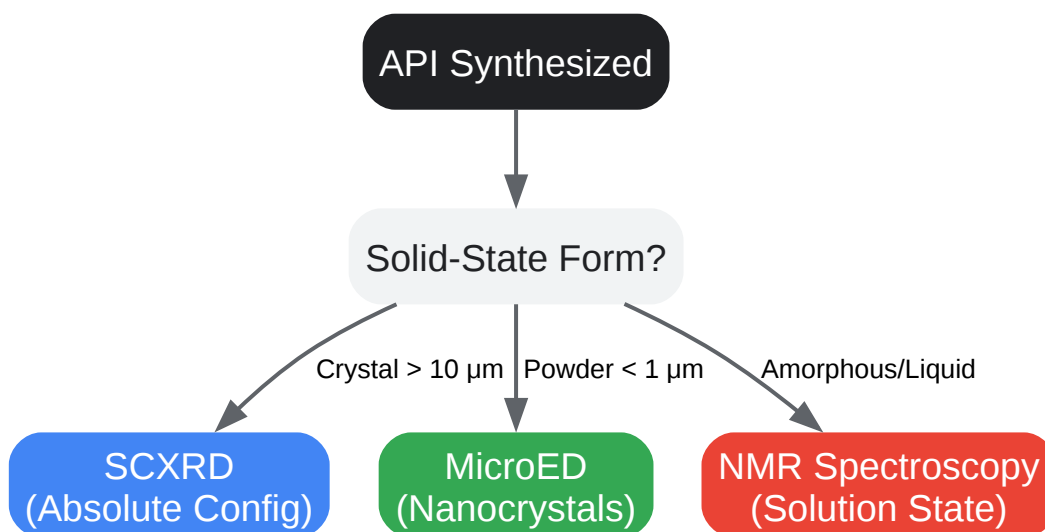 API Synthesized
Solid-State Form?
Crystal > 10 μm
Powder < 1 μm
Amorphous/Liquid
SCXRD
(Absolute Config)
MicroED
(Nanocrystals)
NMR Spectroscopy
(Solution State)